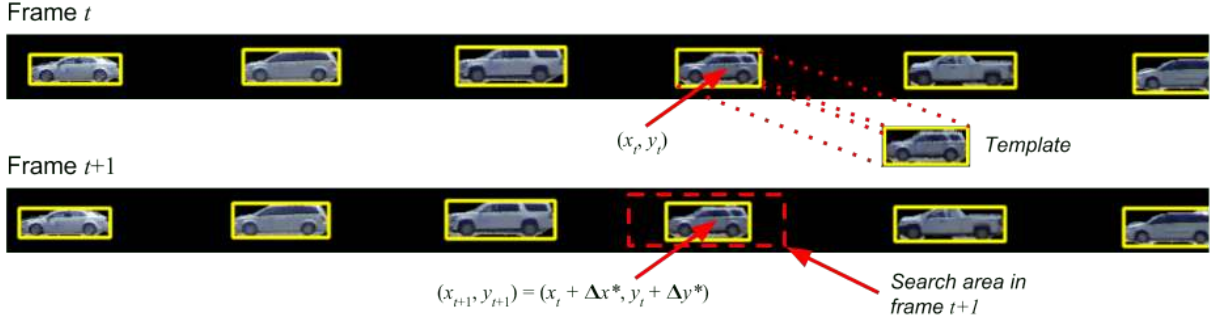 Frame t
(xₜ, yₜ)
Template
Frame t+1
(xₜ₊₁, yₜ₊₁) = (xₜ + Δx*, yₜ + Δy*)
Search area in
frame t+1